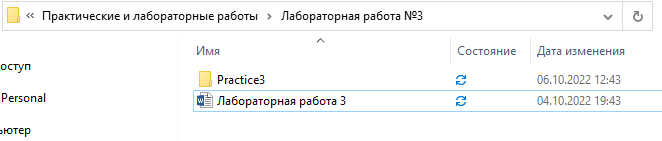 « Практические и лабораторные работы > Лабораторная работа №3
Имя Состояние Дата изменения
оступ
Practice3 06.10.2022 12:43
Personal
Лабораторная работа 3 04.10.2022 19:43
ьютер